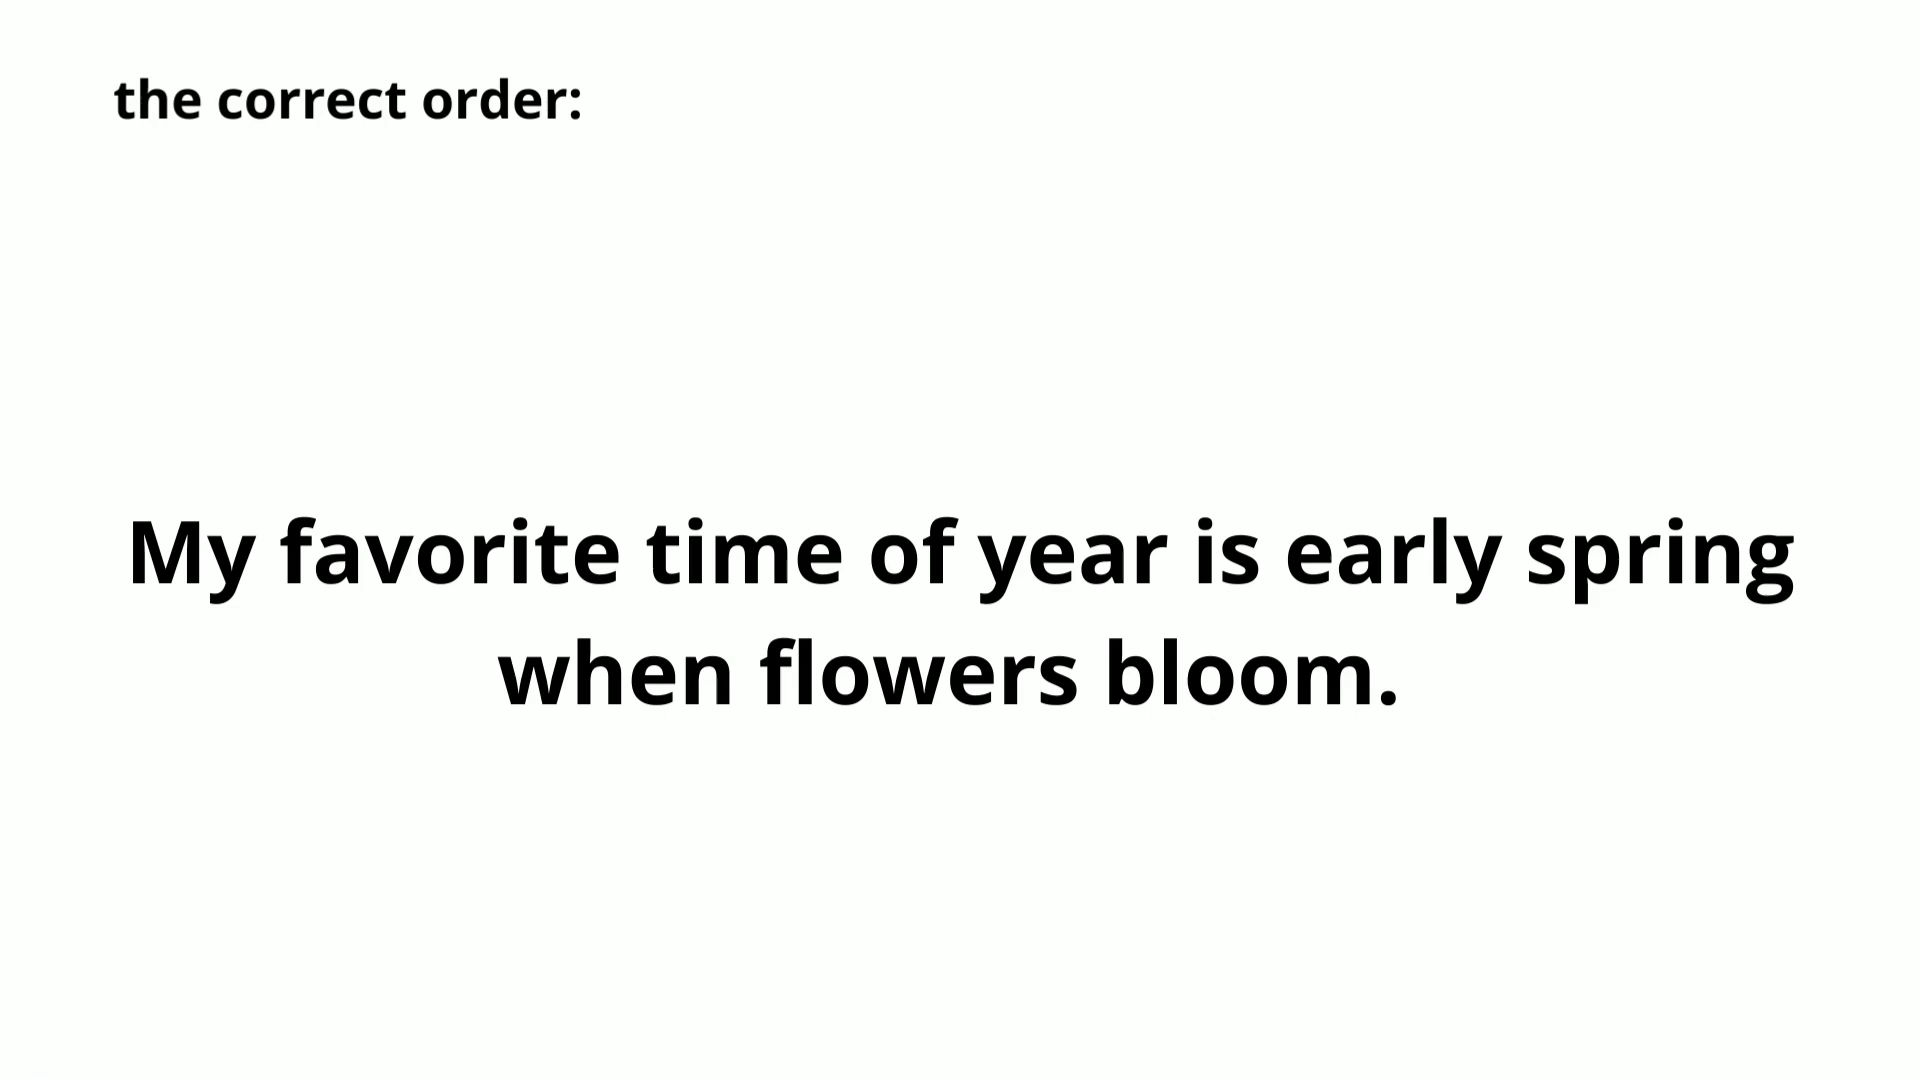 the correct order:
My favorite time of year is early spring
when flowers bloom.